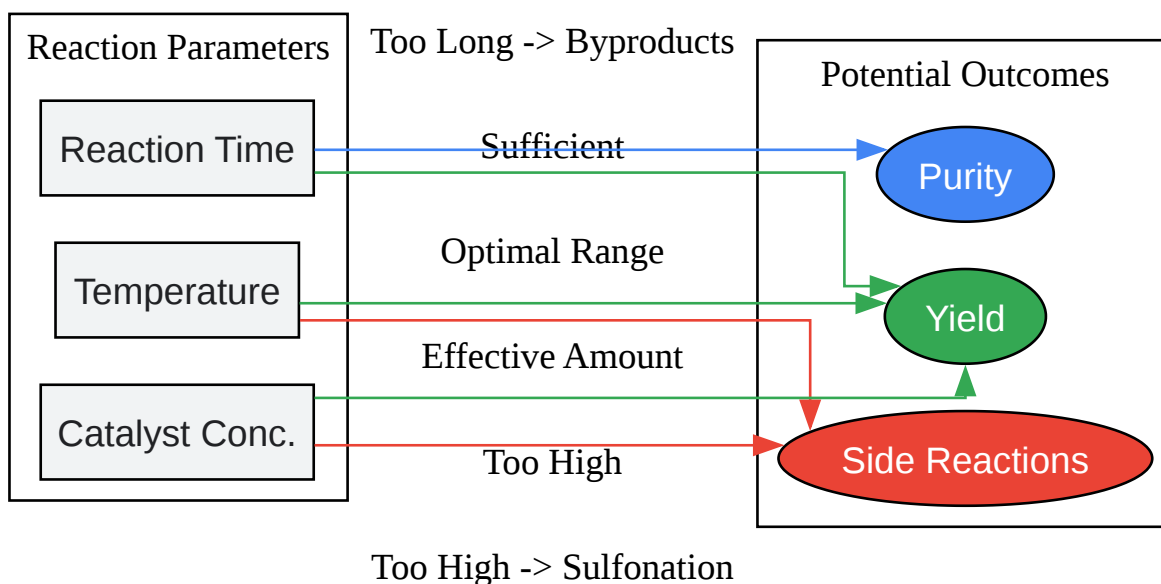 Reaction Parameters
Too Long -> Byproducts
Potential Outcomes
Reaction Time
Sufficient
Purity
Temperature
Optimal Range
Yield
Effective Amount
Catalyst Conc.
Too High
Side Reactions
Too High -> Sulfonation